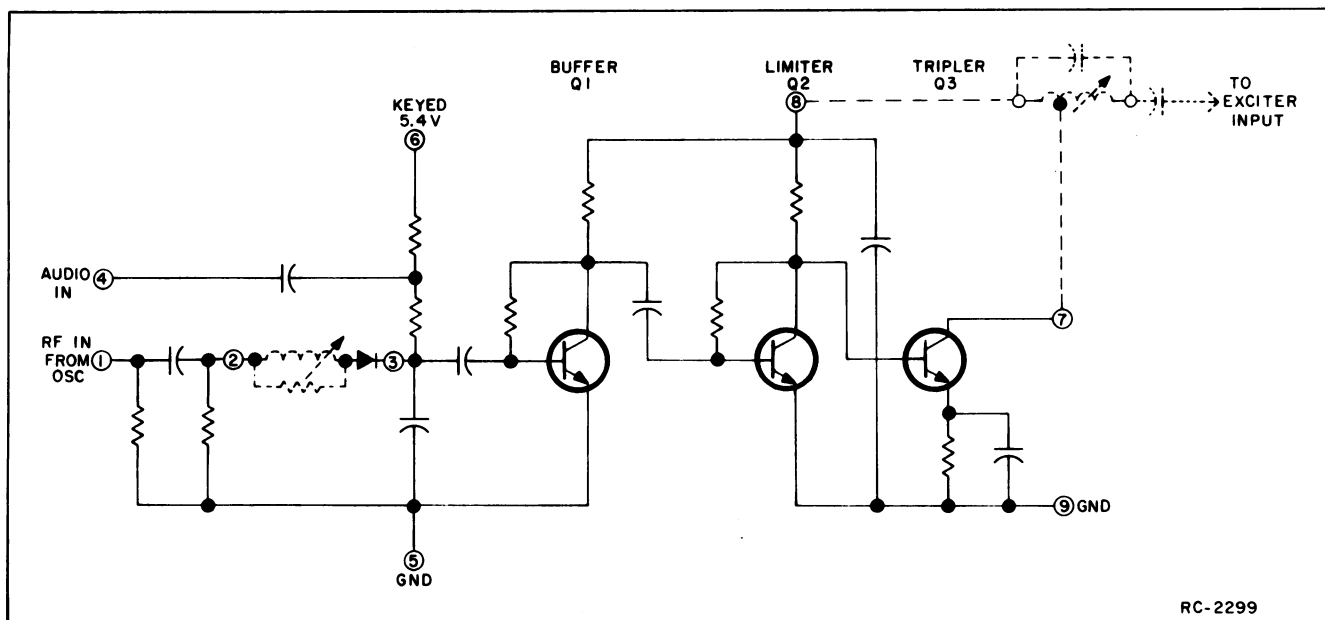 BUFFER
Q1
LIMITER
Q2
8
TRIPLER
Q3
TO
EXCITER
INPUT
KEYED
5.4V
6
AUDIO
IN
4
RF IN
FROM
OSC
1
2
3
7
5
GND
9 GND
RC-2299